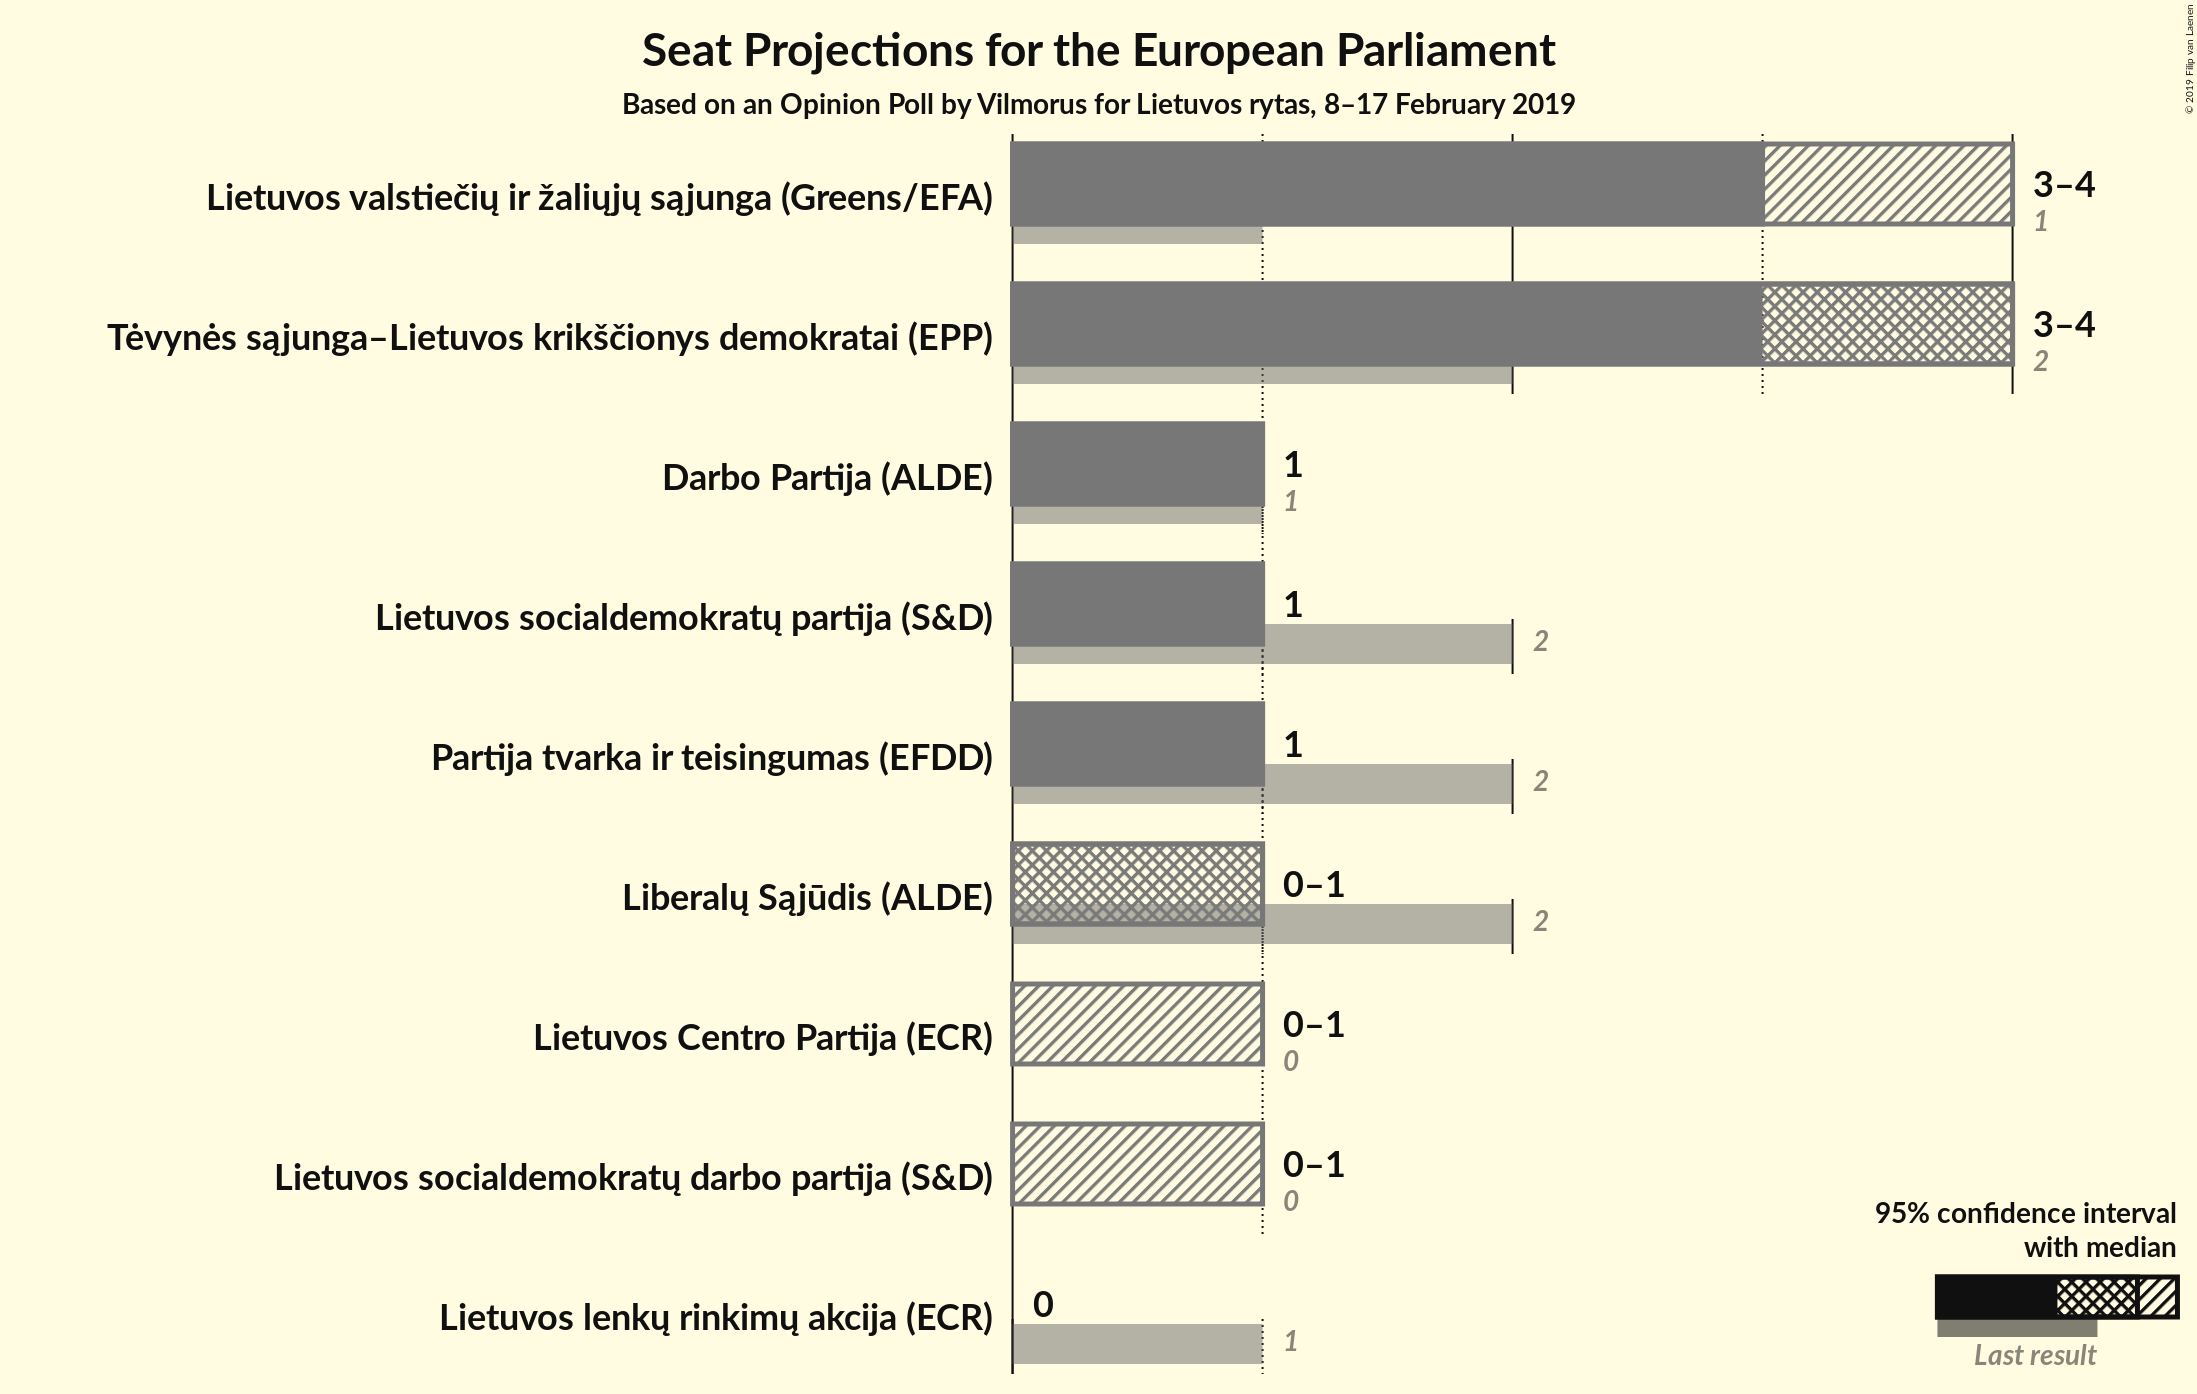 Seat Projections for the European Parliament
Based on an Opinion Poll by Vilmorus for Lietuvos rytas, 8–17 February 2019
© 2019 Filip van Laenen
Lietuvos valstiečių ir žaliųjų sąjunga (Greens/EFA)
3–4
1
Tėvynės sąjunga–Lietuvos krikščionys demokratai (EPP)
3–4
2
Darbo Partija (ALDE)
1
1
Lietuvos socialdemokratų partija (S&D)
1
2
Partija tvarka ir teisingumas (EFDD)
1
2
Liberalų Sąjūdis (ALDE)
0–1
2
Lietuvos Centro Partija (ECR)
0–1
0
Lietuvos socialdemokratų darbo partija (S&D)
0–1
0
Lietuvos lenkų rinkimų akcija (ECR)
0
1
95% confidence interval
with median
Last result